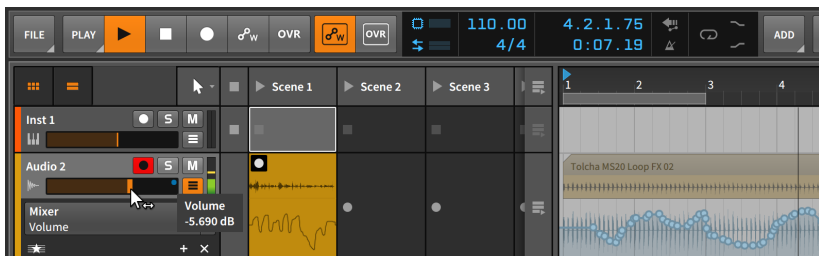 FILE PLAY OVR OVR 110.00 4.2.1.75 ADD
4/4 0:07.19
Scene 1 Scene 2 Scene 3 1 2 3 4
Inst 1 S M
Audio 2 S M
Tolcha MS20 Loop FX 02
Volume
-5.690 dB
Mixer
Volume